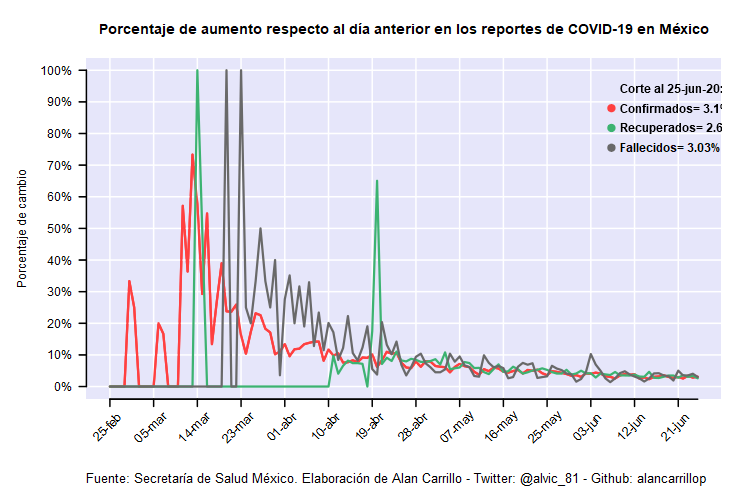 Porcentaje de aumento respecto al día anterior en los reportes de COVID-19 en México
100%
90%
80%
70%
60%
50%
40%
30%
20%
10%
0%
Porcentaje de cambio
Corte al 25-jun-20
Confirmados= 3.1
Recuperados= 2.6
Fallecidos= 3.03%
25-feb
05-mar
14-mar
23-mar
01-abr
10-abr
19-abr
28-abr
07-may
16-may
25-may
03-jun
12-jun
21-jun
Fuente: Secretaría de Salud México. Elaboración de Alan Carrillo - Twitter: @alvic_81 - Github: alancarrillop